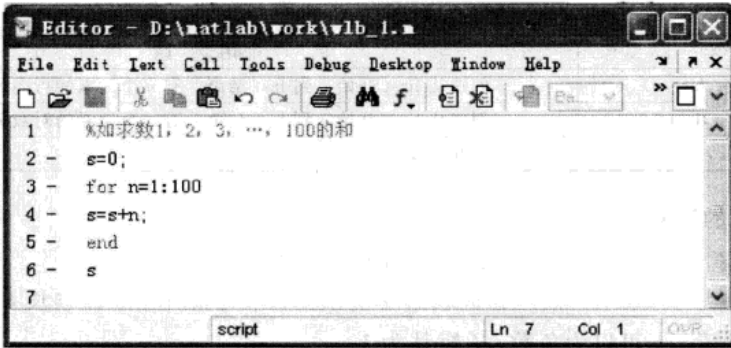 Editor - D:\matlab\work\wlb_1.m
File Edit Text Cell Tools Debug Desktop Window Help
1 %如求数1, 2, 3, …, 100的和
2 - s=0;
3 - for n=1:100
4 - s=s+n;
5 - end
6 - s
7
script Ln 7 Col 1 OVR